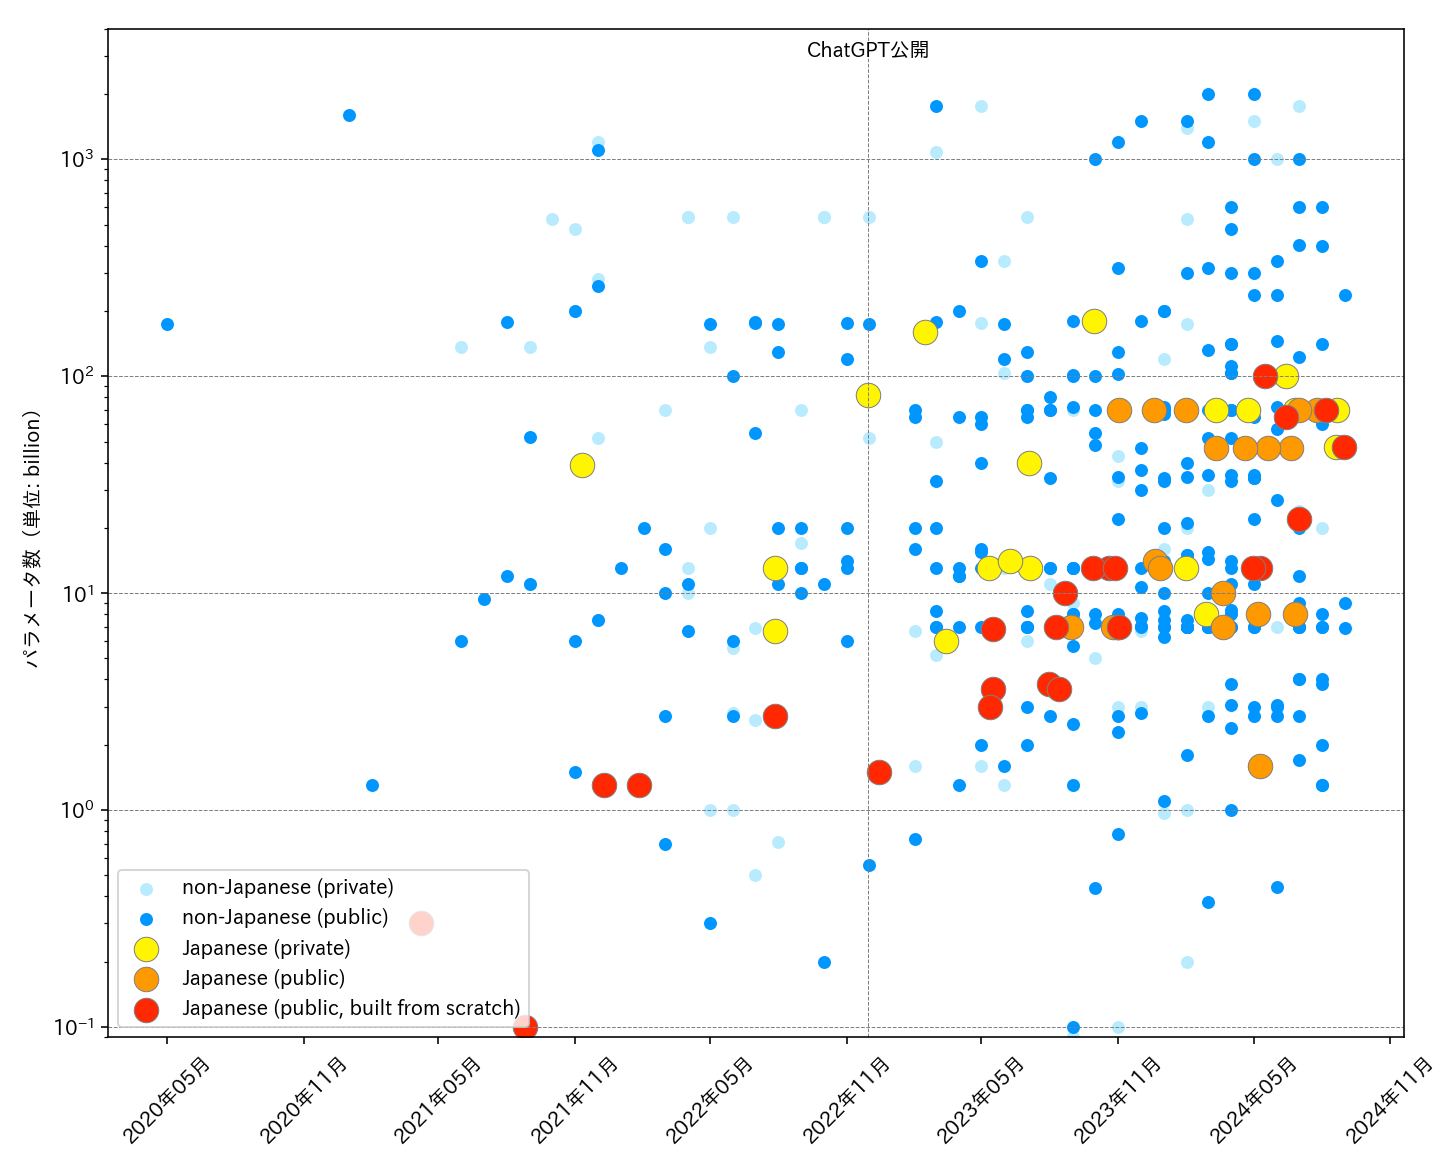 ChatGPT公開
10³
10²
10¹
10⁰
10⁻¹
パラメータ数（単位: billion）
non-Japanese (private)
non-Japanese (public)
Japanese (private)
Japanese (public)
Japanese (public, built from scratch)
2020年05月
2020年11月
2021年05月
2021年11月
2022年05月
2022年11月
2023年05月
2023年11月
2024年05月
2024年11月